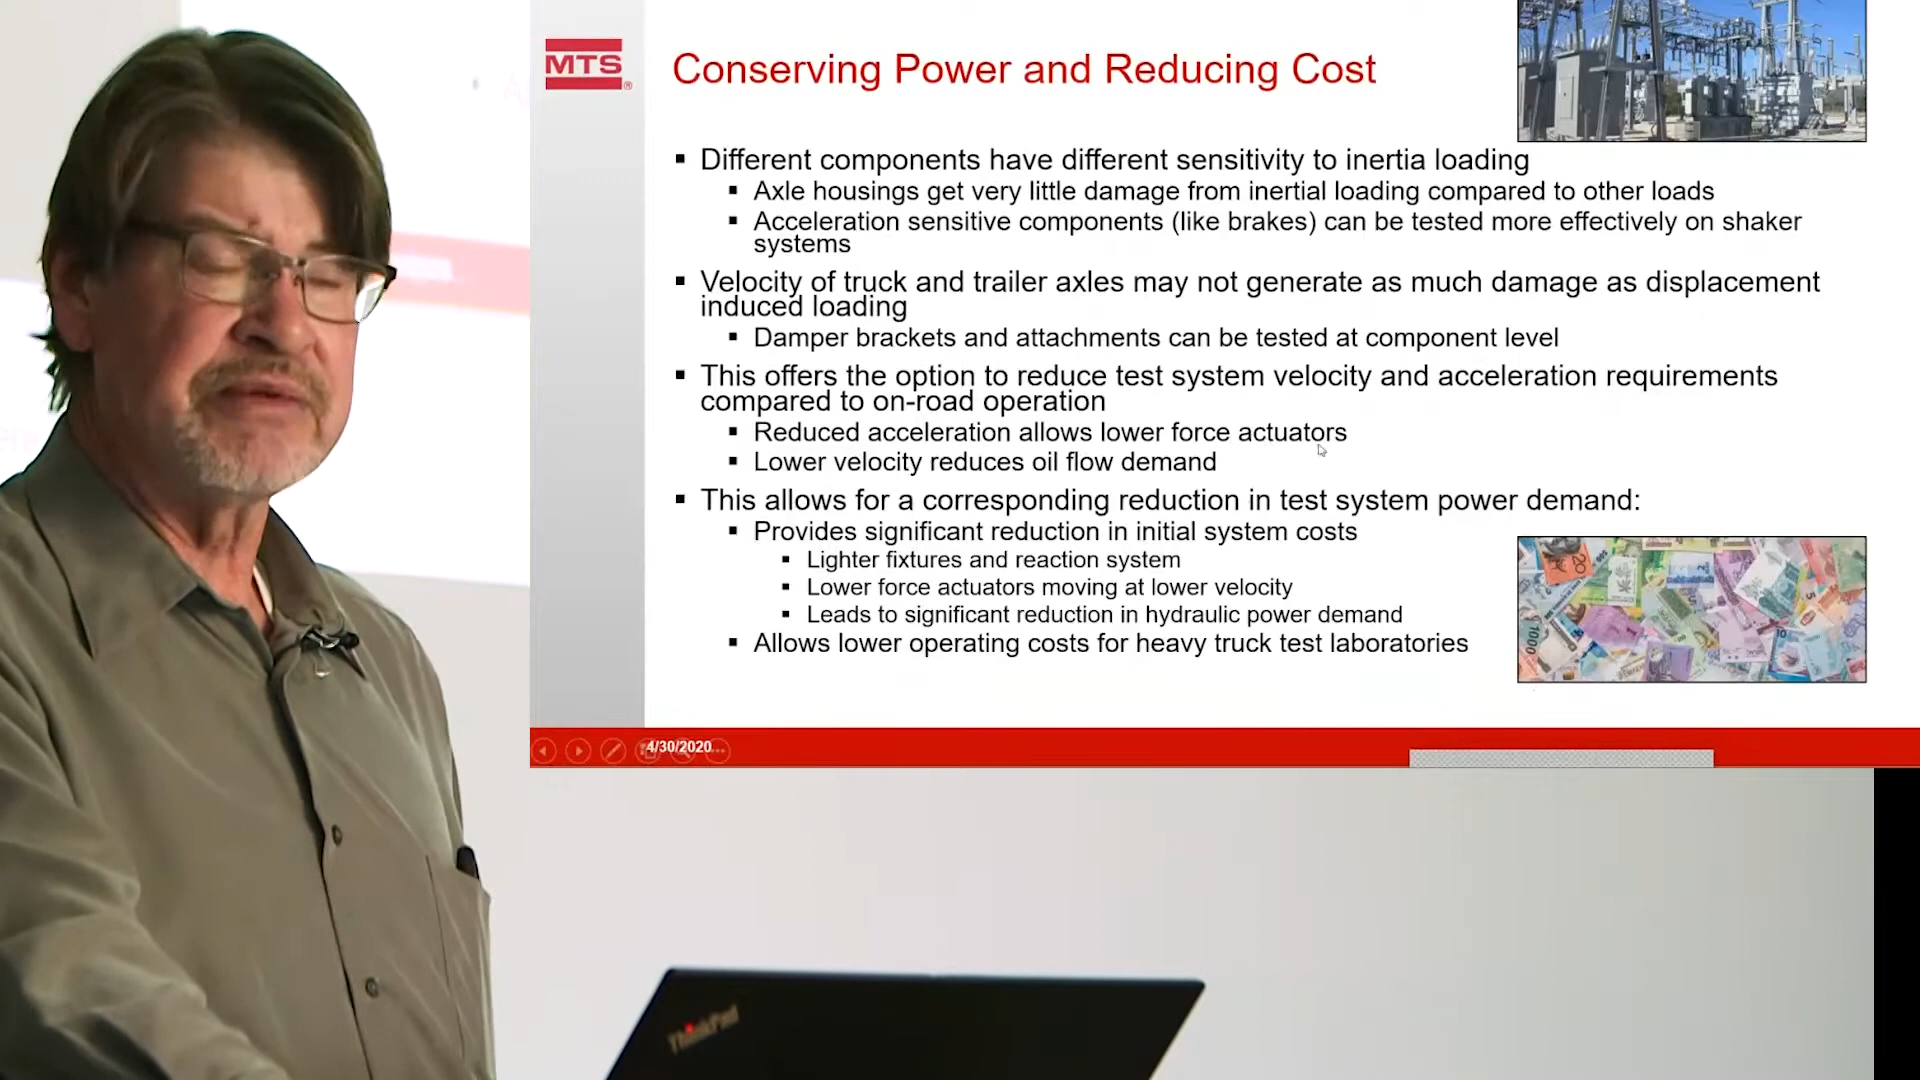 MTS
Conserving Power and Reducing Cost
▪ Different components have different sensitivity to inertia loading
▪ Axle housings get very little damage from inertial loading compared to other loads
▪ Acceleration sensitive components (like brakes) can be tested more effectively on shaker
systems
▪ Velocity of truck and trailer axles may not generate as much damage as displacement
induced loading
▪ Damper brackets and attachments can be tested at component level
▪ This offers the option to reduce test system velocity and acceleration requirements
compared to on-road operation
▪ Reduced acceleration allows lower force actuators
▪ Lower velocity reduces oil flow demand
▪ This allows for a corresponding reduction in test system power demand:
▪ Provides significant reduction in initial system costs
▪ Lighter fixtures and reaction system
▪ Lower force actuators moving at lower velocity
▪ Leads to significant reduction in hydraulic power demand
▪ Allows lower operating costs for heavy truck test laboratories
4/30/2020
ThinkPad